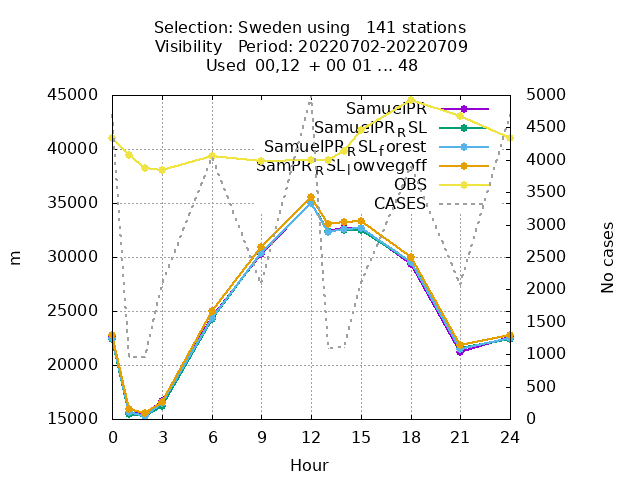 Selection: Sweden using 141 stations
Visibility Period: 20220702-20220709
Used 00,12 + 00 01 ... 48
45000
40000
35000
30000
25000
20000
15000
m
5000
4500
4000
3500
3000
2500
2000
1500
1000
500
0
No cases
SamuelPR
SamuelPR_RSL
SamuelPR_RSL_forest
SamPR_RSL_lowvegoff
OBS
CASES
0 3 6 9 12 15 18 21 24
Hour